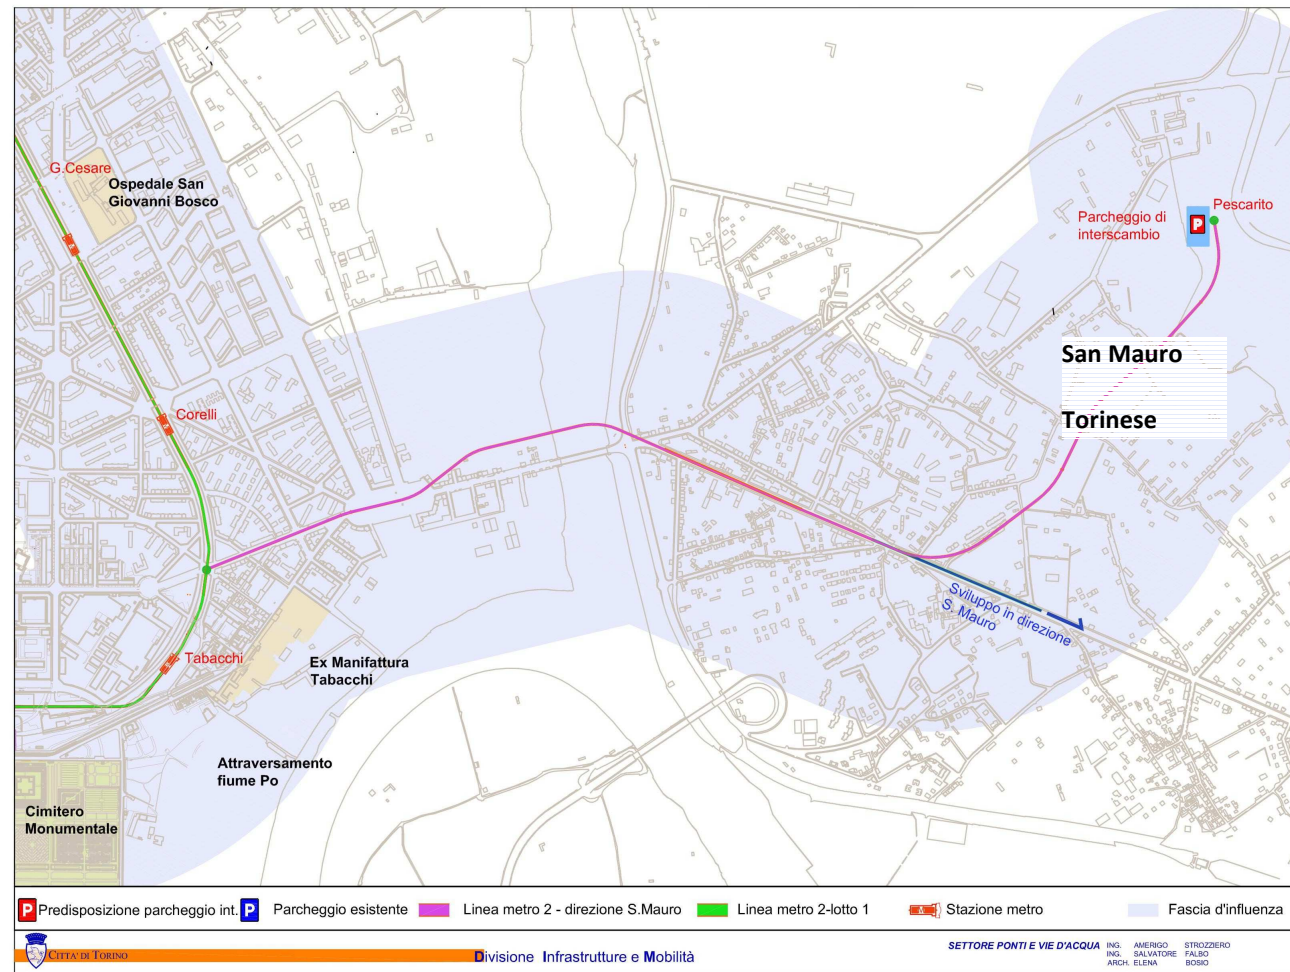 G.Cesare
Ospedale San
Giovanni Bosco
Pescarito
Parcheggio di
interscambio
P
San Mauro
Torinese
Corelli
Sviluppo in direzione
S. Mauro
Tabacchi
Ex Manifattura
Tabacchi
Attraversamento
fiume Po
Cimitero
Monumentale
P Predisposizione parcheggio int. P Parcheggio esistente Linea metro 2 - direzione S.Mauro Linea metro 2-lotto 1 Stazione metro Fascia d'influenza
CITTA' DI TORINO
Divisione Infrastrutture e Mobilità
SETTORE PONTI E VIE D'ACQUA
ING. AMERIGO STROZZIERO
ING. SALVATORE FALBO
ARCH. ELENA BOSIO